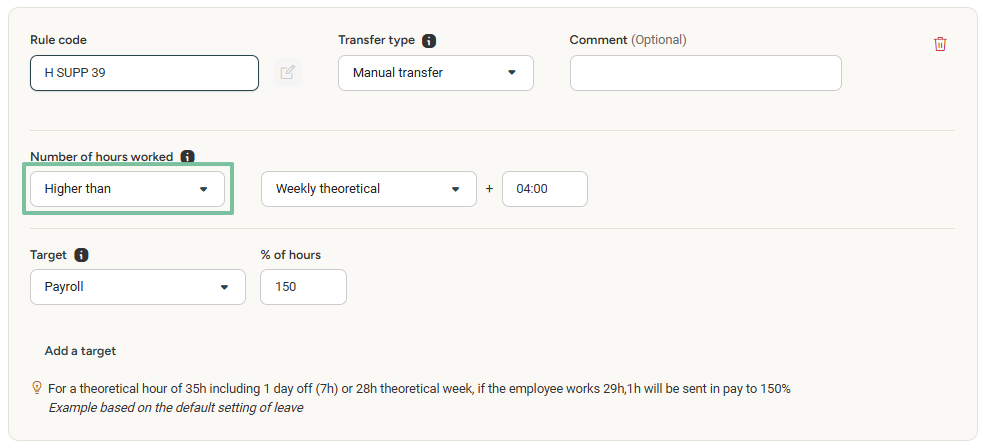 Rule code
Transfer type
Comment (Optional)
H SUPP 39
Manual transfer
Number of hours worked
Higher than
Weekly theoretical
+
04:00
Target
% of hours
Payroll
150
Add a target
For a theoretical hour of 35h including 1 day off (7h) or 28h theoretical week, if the employee works 29h,1h will be sent in pay to 150%
Example based on the default setting of leave